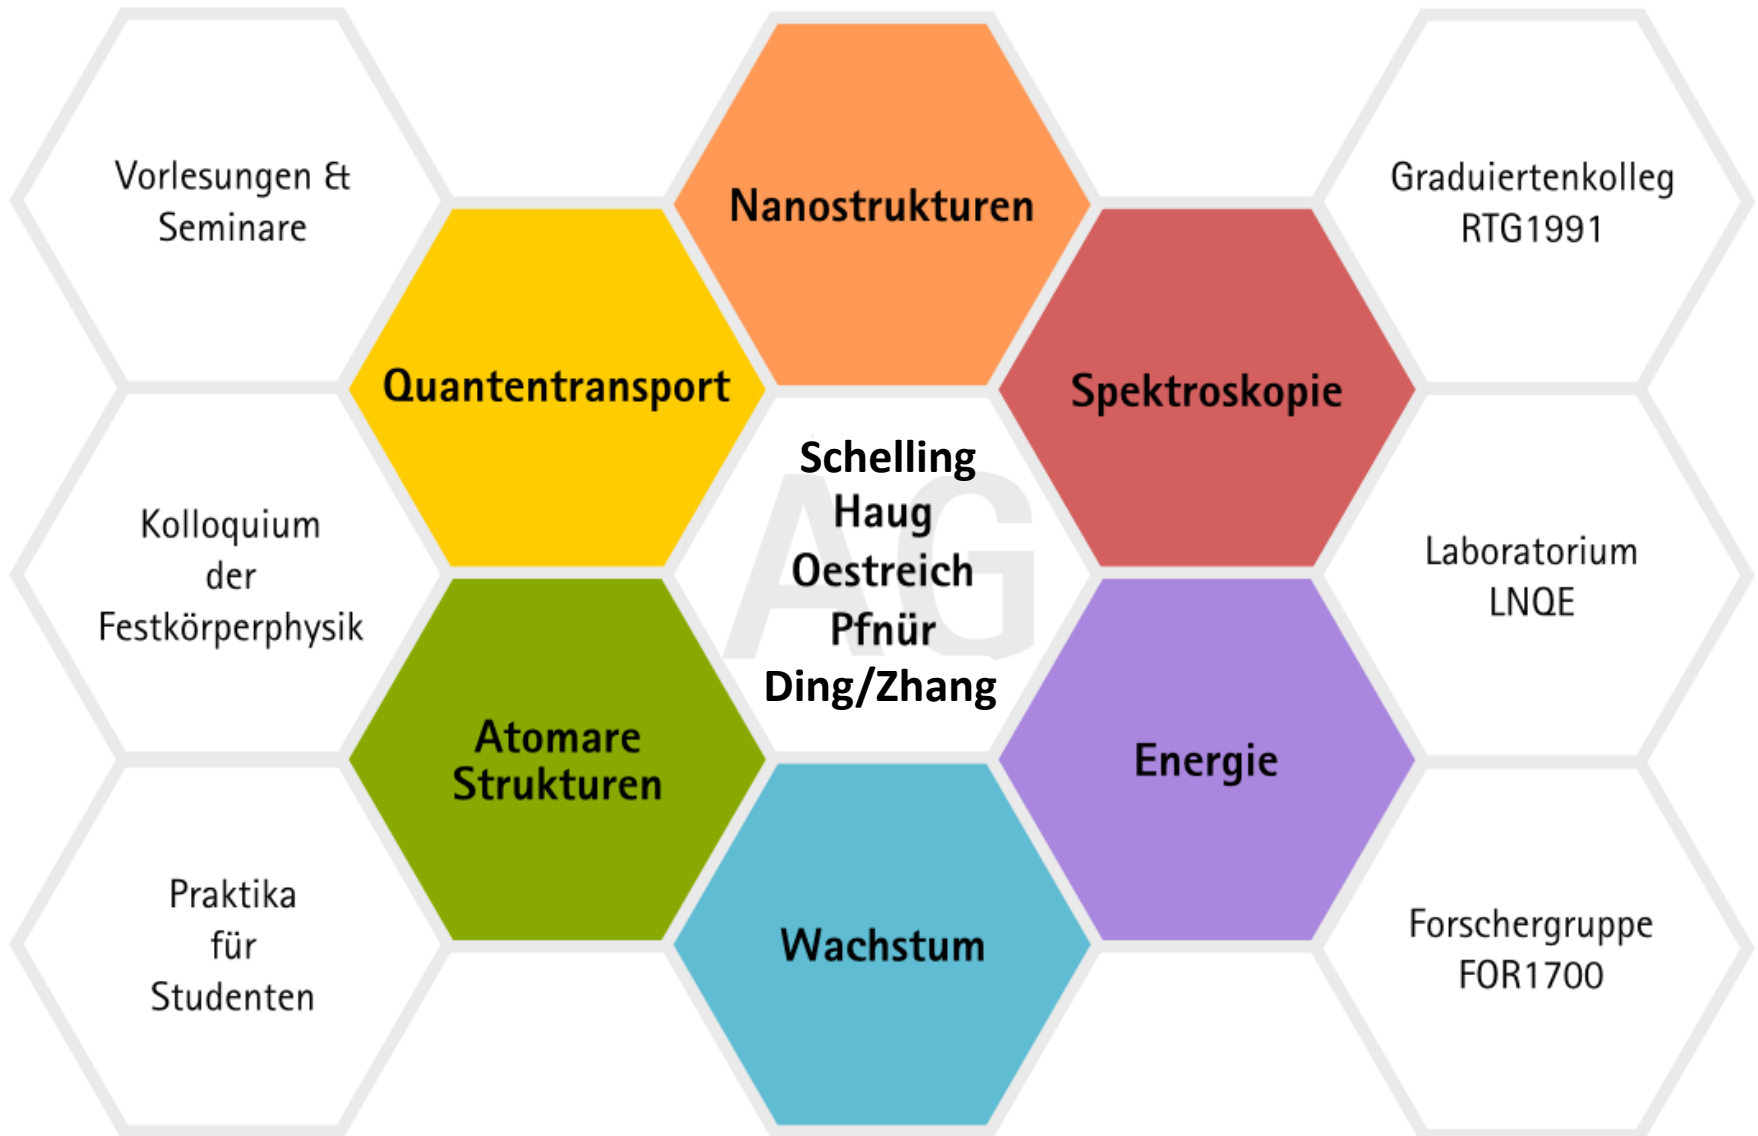 Vorlesungen &
Seminare
Nanostrukturen
Graduiertenkolleg
RTG1991
Quantentransport
Spektroskopie
AG
Schelling
Haug
Oestreich
Pfnür
Ding/Zhang
Kolloquium
der
Festkörperphysik
Laboratorium
LNQE
Atomare
Strukturen
Energie
Praktika
für
Studenten
Wachstum
Forschergruppe
FOR1700